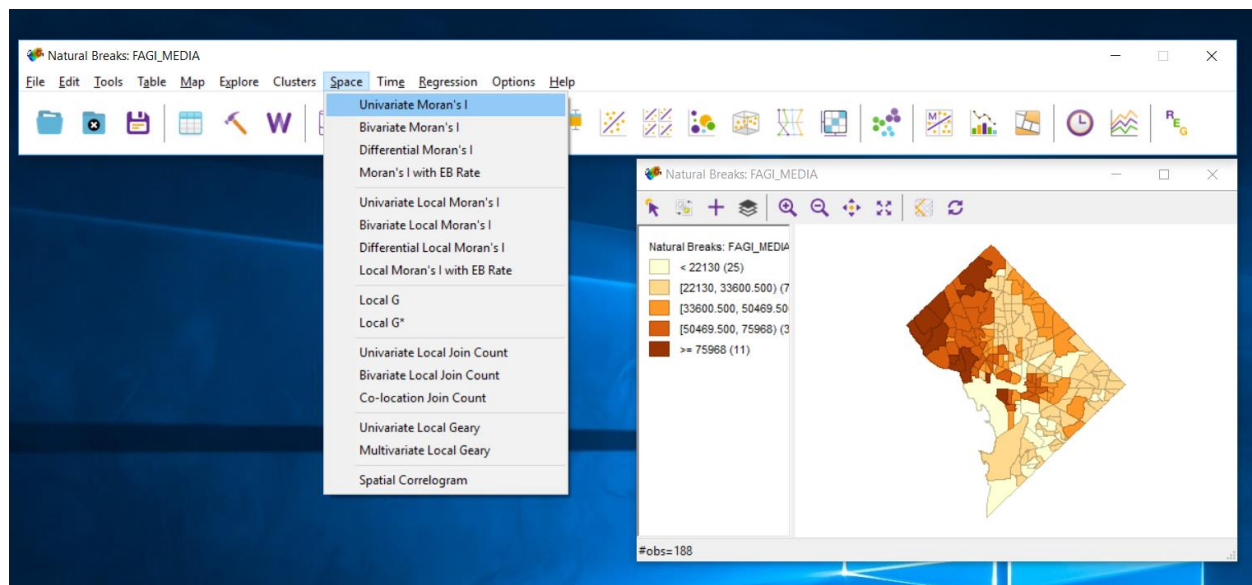 Natural Breaks: FAGI_MEDIA
File Edit Tools Table Map Explore Clusters Space Time Regression Options Help
Univariate Moran's I
Bivariate Moran's I
Differential Moran's I
Moran's I with EB Rate
Univariate Local Moran's I
Bivariate Local Moran's I
Differential Local Moran's I
Local Moran's I with EB Rate
Local G
Local G*
Univariate Local Join Count
Bivariate Local Join Count
Co-location Join Count
Univariate Local Geary
Multivariate Local Geary
Spatial Correlogram
W
M
REG
Natural Breaks: FAGI_MEDIA
Natural Breaks: FAGI_MEDIA
< 22130 (25)
[22130, 33600.500) (7
[33600.500, 50469.50
[50469.500, 75968) (3
>= 75968 (11)
#obs=188